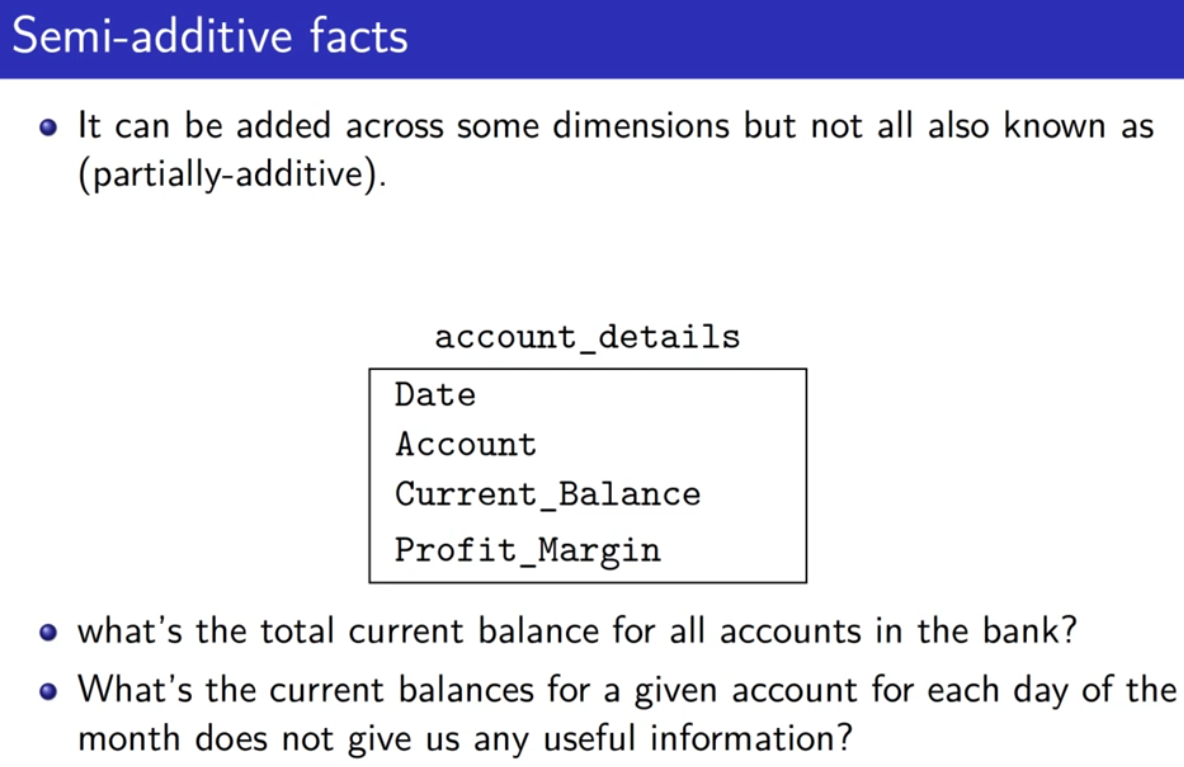 Semi-additive facts
It can be added across some dimensions but not all also known as
(partially-additive).
account_details
Date
Account
Current_Balance
Profit_Margin
what's the total current balance for all accounts in the bank?
What's the current balances for a given account for each day of the
month does not give us any useful information?